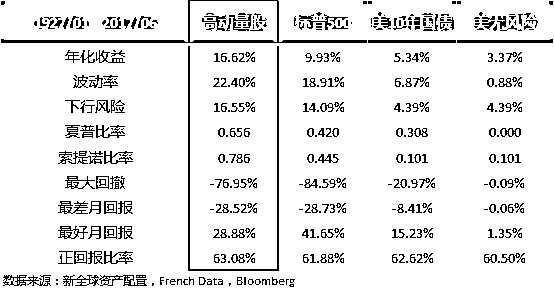 1927/01 - 2017/06 高动量股 标普500 美10年国债 美无风险
年化收益 16.62% 9.93% 5.34% 3.37%
波动率 22.40% 18.91% 6.87% 0.88%
下行风险 16.55% 14.09% 4.39% 4.39%
夏普比率 0.656 0.420 0.308 0.000
索提诺比率 0.786 0.445 0.101 0.101
最大回撤 -76.95% -84.59% -20.97% -0.09%
最差月回报 -28.52% -28.73% -8.41% -0.06%
最好月回报 28.88% 41.65% 15.23% 1.35%
正回报比率 63.08% 61.88% 62.62% 60.50%
数据来源：新全球资产配置，French Data，Bloomberg